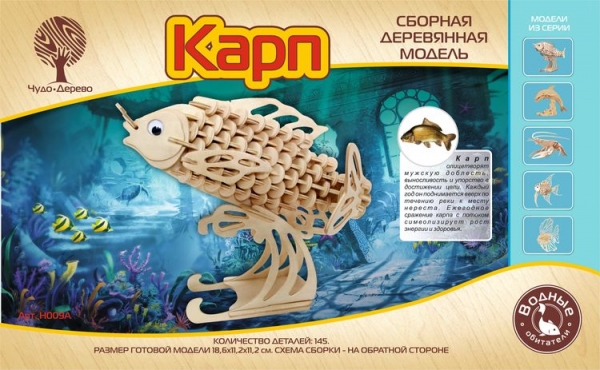 Чудо-Дерево
Карп
СБОРНАЯ
ДЕРЕВЯННАЯ
МОДЕЛЬ
МОДЕЛИ
ИЗ СЕРИИ
Карп
олицетворяет
мужскую доблесть,
выносливость и упорство в
достижении цели. Каждый
год он поднимается вверх по
течению реки к месту
нереста. Ежегодное
сражение карпа с потоком
символизирует рост
энергии и здоровья.
Арт. H009A
Водные
обитатели
КОЛИЧЕСТВО ДЕТАЛЕЙ: 145.
РАЗМЕР ГОТОВОЙ МОДЕЛИ 18,6х11,2х11,2 см. СХЕМА СБОРКИ - НА ОБРАТНОЙ СТОРОНЕ